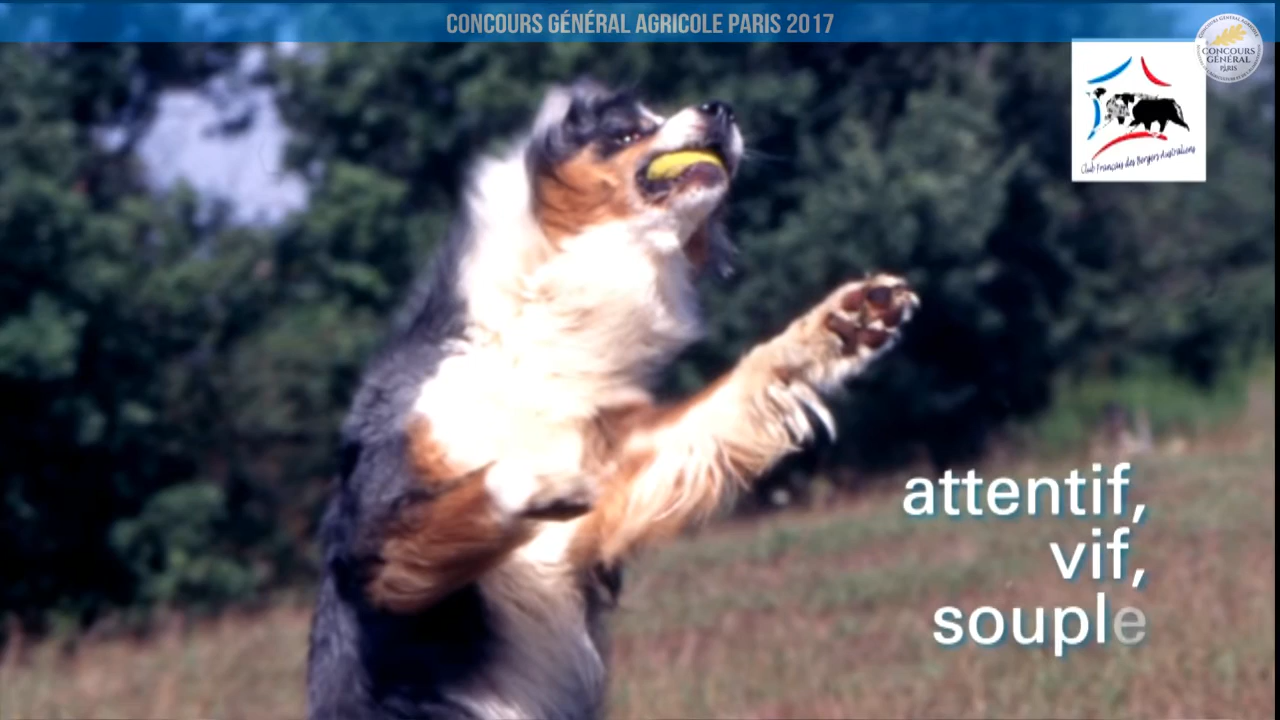 CONCOURS GÉNÉRAL AGRICOLE PARIS 2017
CONCOURS
GÉNÉRAL
PARIS
Club Français des Bergers Australiens
attentif,
vif,
souple